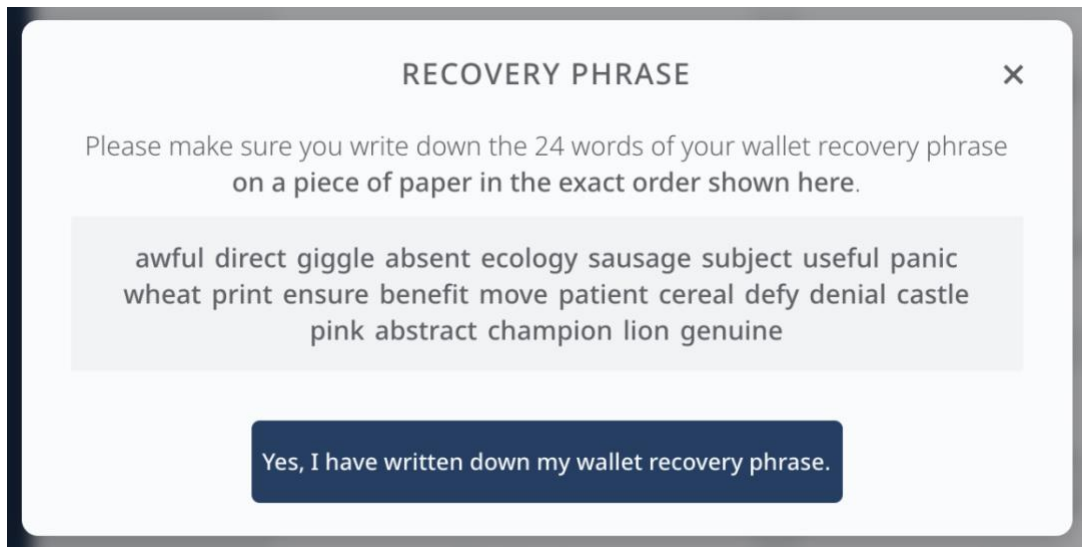 RECOVERY PHRASE
Please make sure you write down the 24 words of your wallet recovery phrase
on a piece of paper in the exact order shown here.
awful direct giggle absent ecology sausage subject useful panic
wheat print ensure benefit move patient cereal defy denial castle
pink abstract champion lion genuine
Yes, I have written down my wallet recovery phrase.